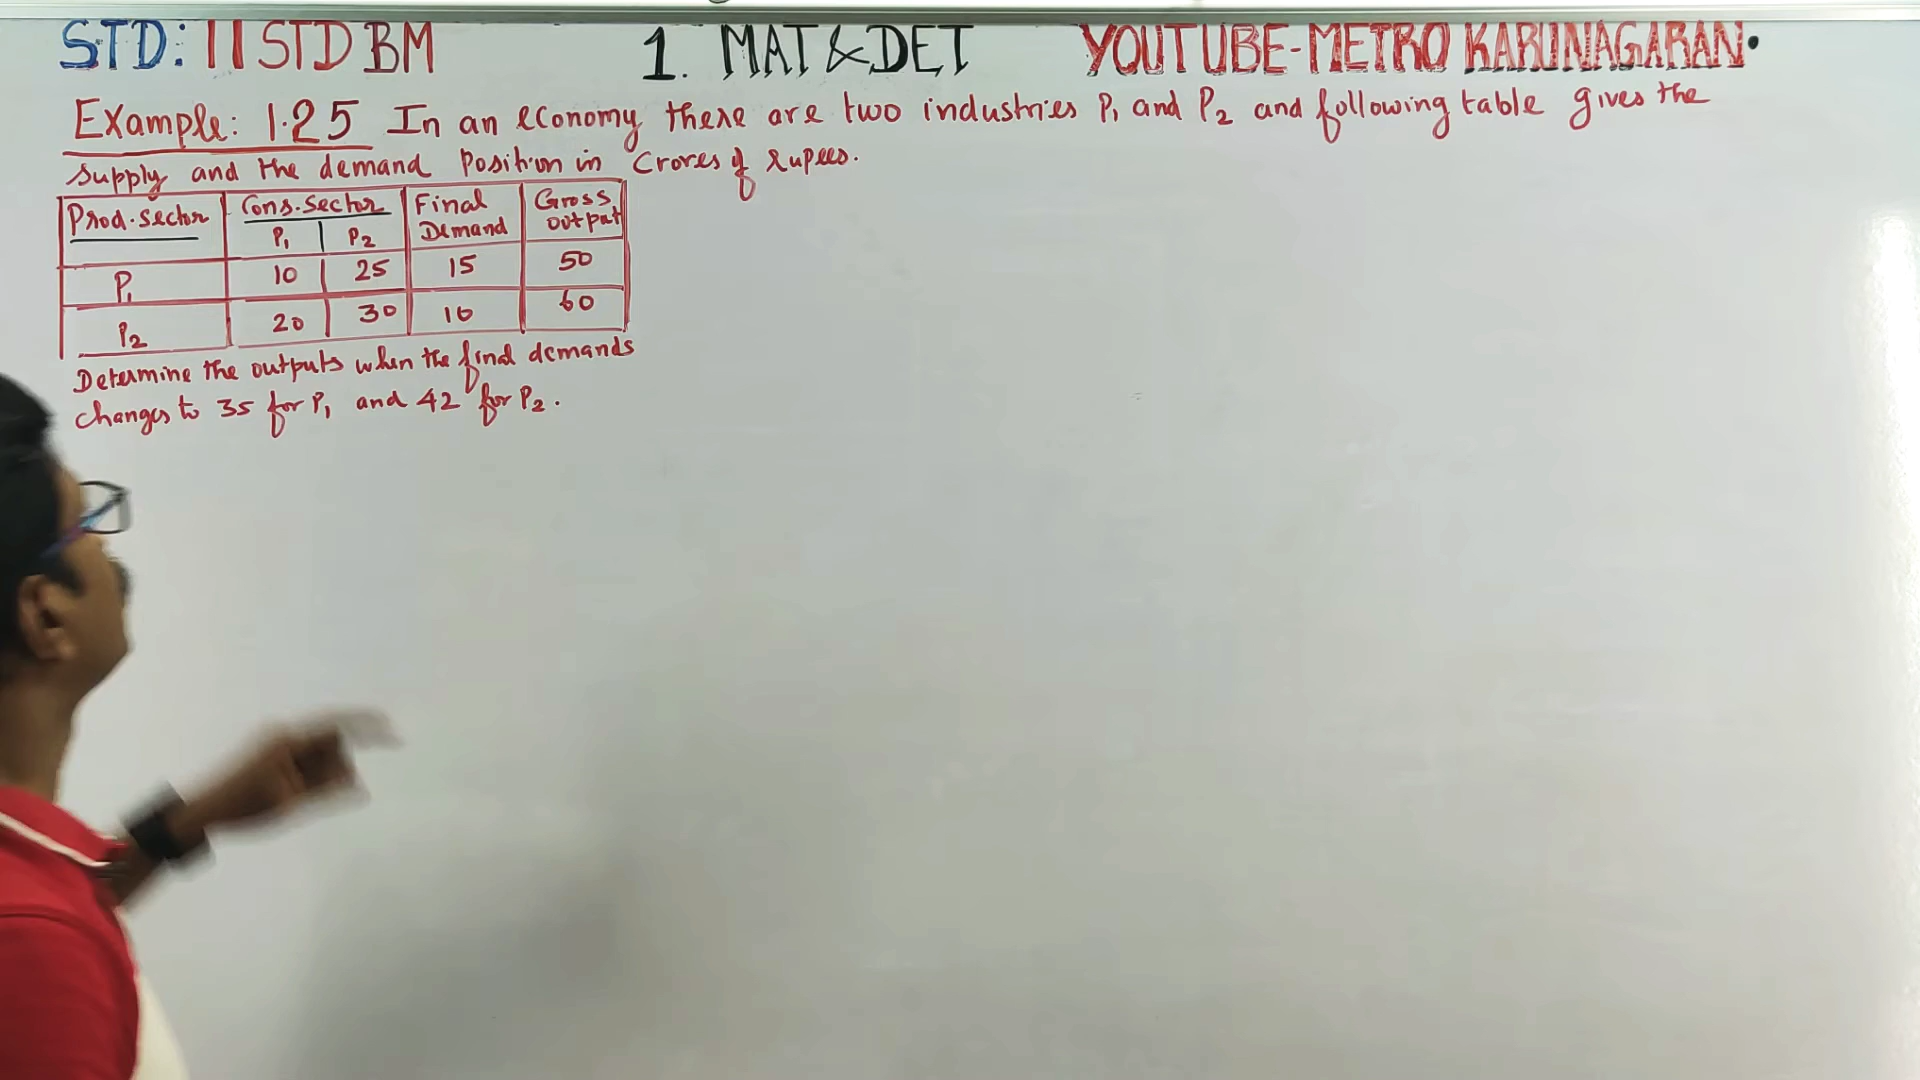 STD: 11 STD BM 1. MAT & DET YOUTUBE-METRO KARUNAGARAN.
Example: 1.25 In an economy there are two industries P1 and P2 and following table gives the
supply and the demand position in Crores of rupees.
Prod. sector Cons. sector Final Demand Gross output
P1 P2
P1 10 25 15 50
P2 20 30 10 60
Determine the outputs when the final demands
changes to 35 for P1 and 42 for P2.